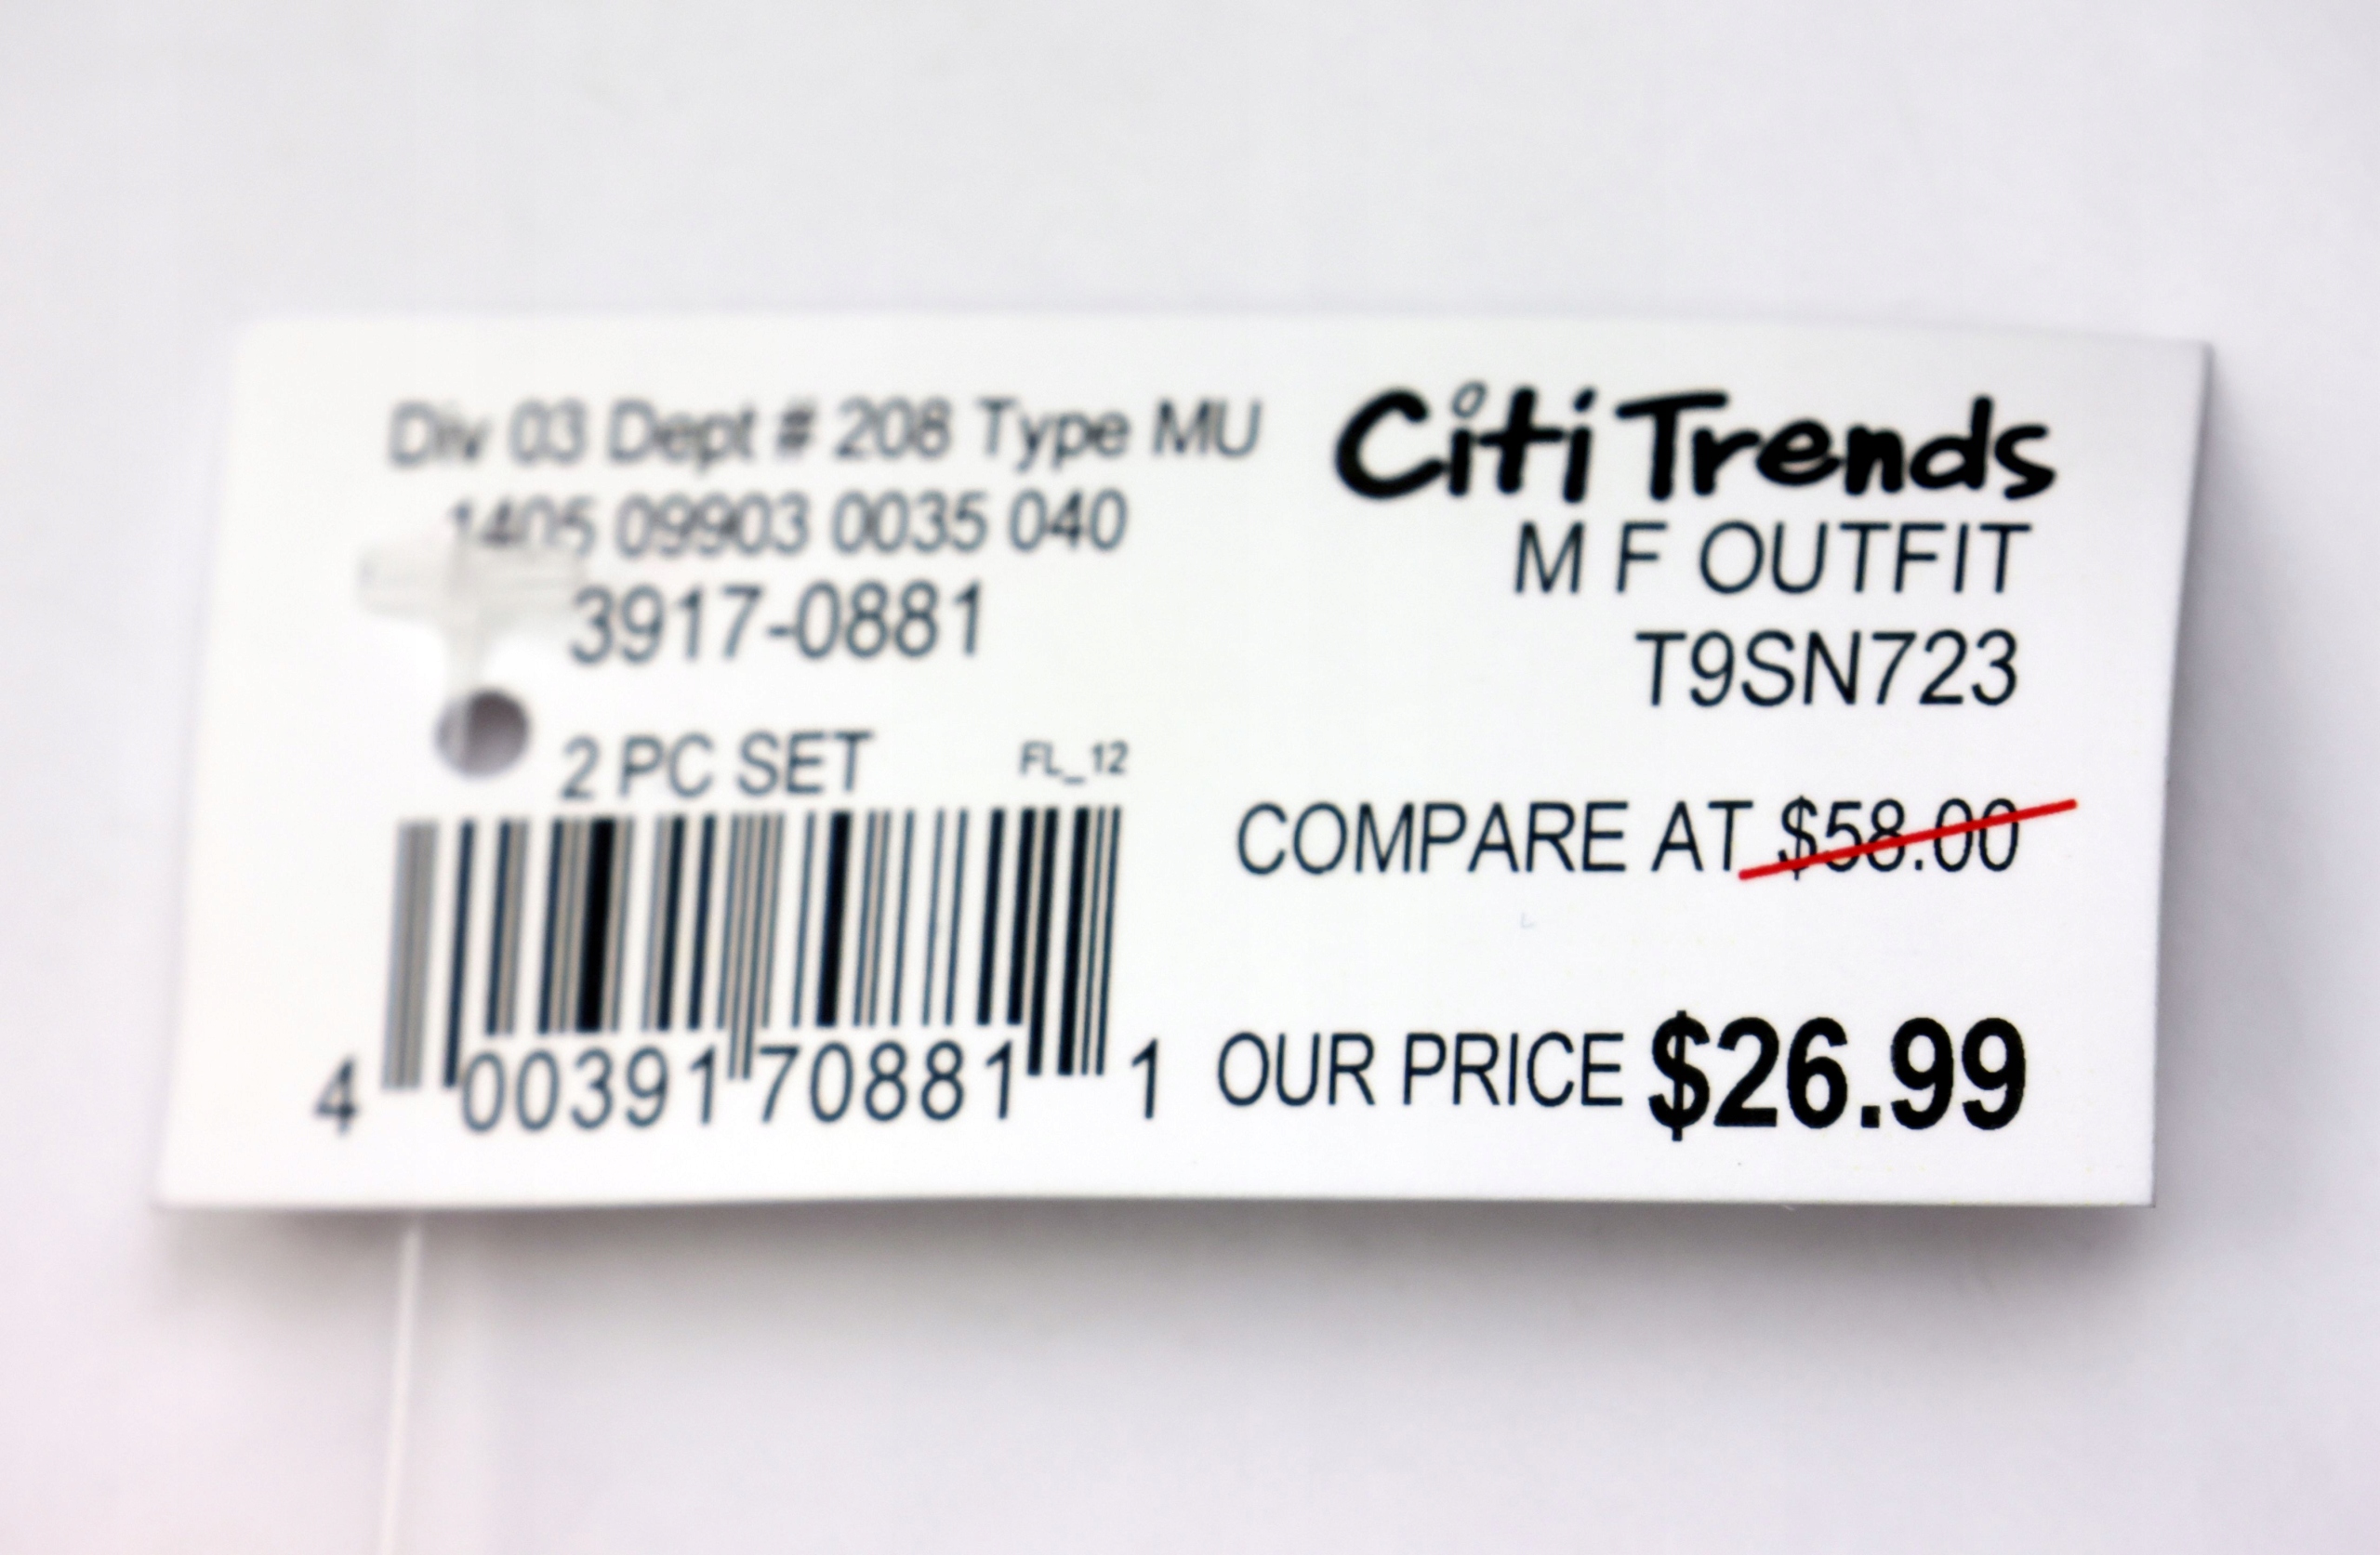 Div 03 Dept # 208 Type MU
1405 09903 0035 040
3917-0881
2 PC SET
FL_12
4 00391 70881 1
Citi Trends
M F OUTFIT
T9SN723
COMPARE AT $58.00
OUR PRICE $26.99